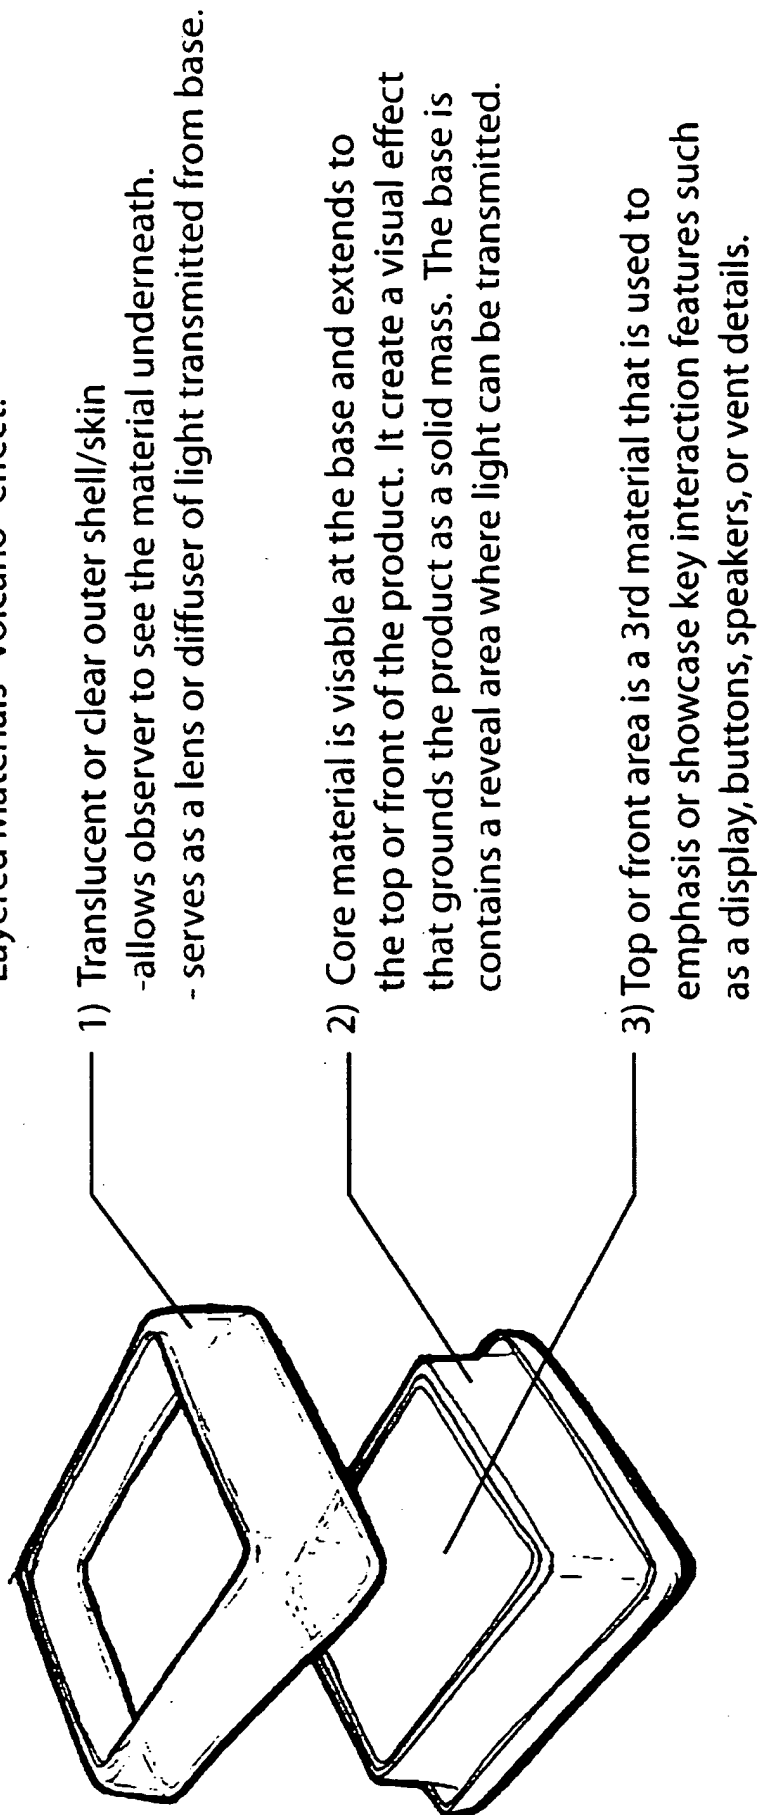 Layered Materials "Volcano" effect:
1) Translucent or clear outer shell/skin
-allows observer to see the material underneath.
- serves as a lens or diffuser of light transmitted from base.
2) Core material is visable at the base and extends to
the top or front of the product. It create a visual effect
that grounds the product as a solid mass. The base is
contains a reveal area where light can be transmitted.
3) Top or front area is a 3rd material that is used to
emphasis or showcase key interaction features such
as a display, buttons, speakers, or vent details.